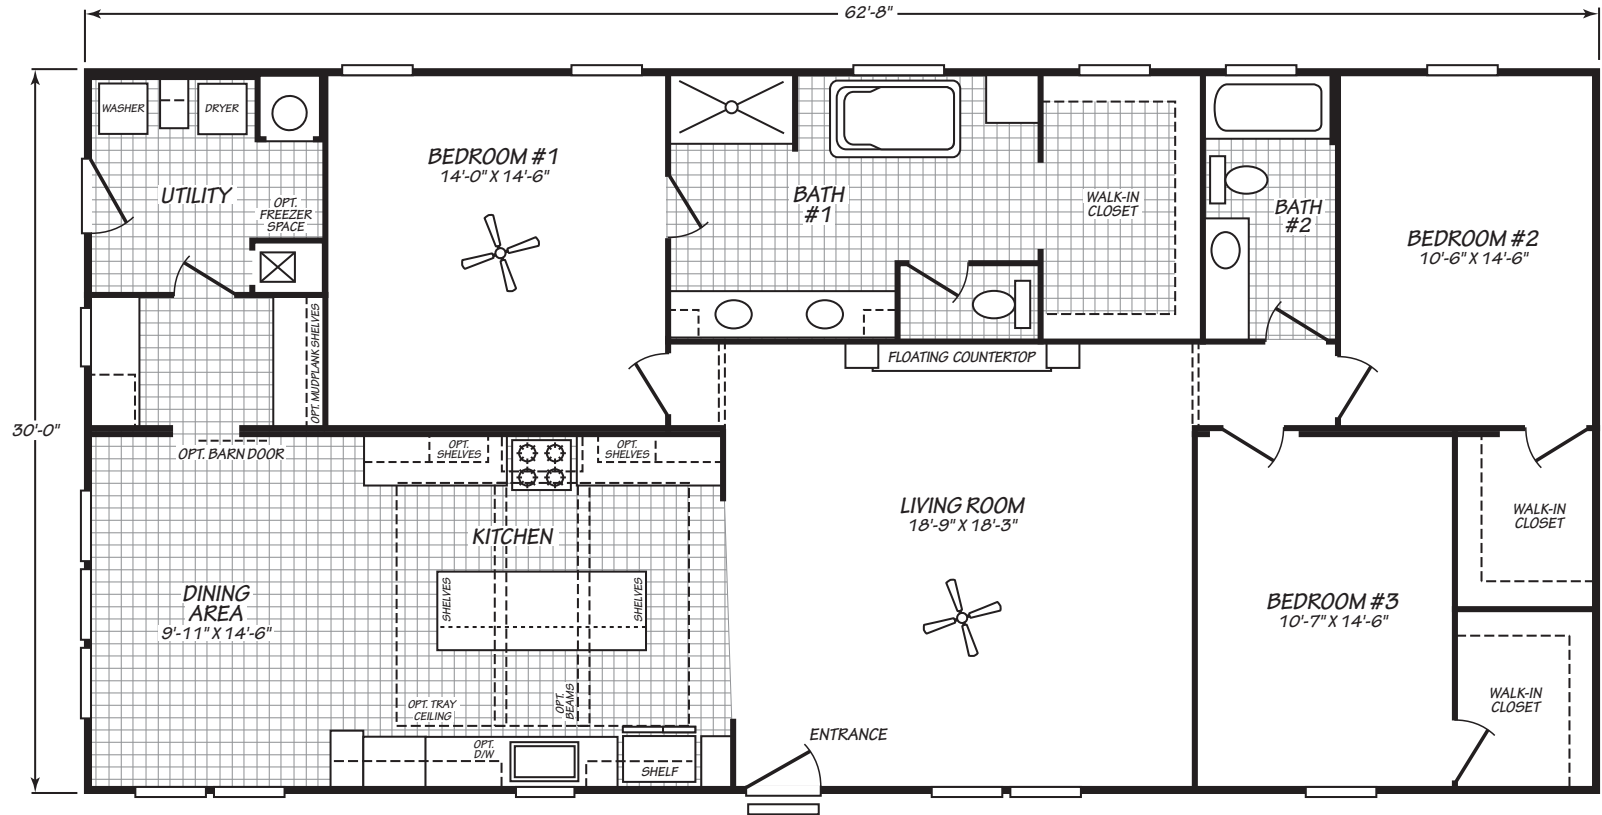 62'-8"
WASHER
DRYER
UTILITY
OPT.
FREEZER
SPACE
BEDROOM #1
14'-0" X 14'-6"
BATH
#1
WALK-IN
CLOSET
BATH
#2
BEDROOM #2
10'-6" X 14'-6"
OPT. MUDPLANK SHELVES
FLOATING COUNTERTOP
30'-0"
OPT. BARN DOOR
OPT.
SHELVES
OPT.
SHELVES
KITCHEN
LIVING ROOM
18'-9" X 18'-3"
WALK-IN
CLOSET
DINING
AREA
9'-11" X 14'-6"
SHELVES
SHELVES
BEDROOM #3
10'-7" X 14'-6"
OPT. TRAY
CEILING
OPT.
BEAMS
WALK-IN
CLOSET
ENTRANCE
OPT.
D/W
SHELF